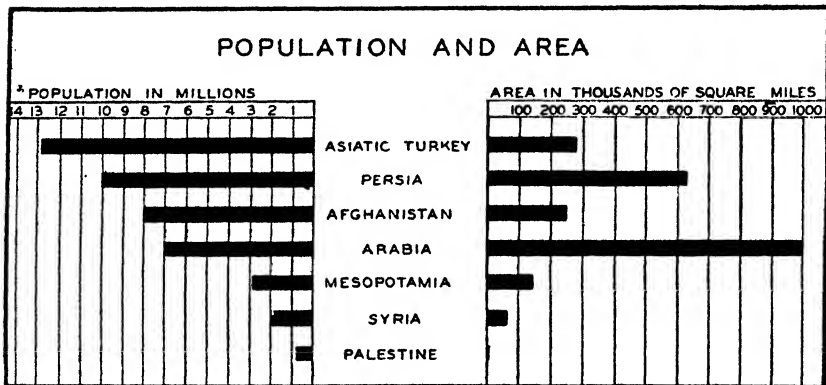 POPULATION AND AREA
POPULATION IN MILLIONS
14 13 12 11 10 9 8 7 6 5 4 3 2 1
AREA IN THOUSANDS OF SQUARE MILES
100 200 300 400 500 600 700 800 900 1000
ASIATIC TURKEY
PERSIA
AFGHANISTAN
ARABIA
MESOPOTAMIA
SYRIA
PALESTINE